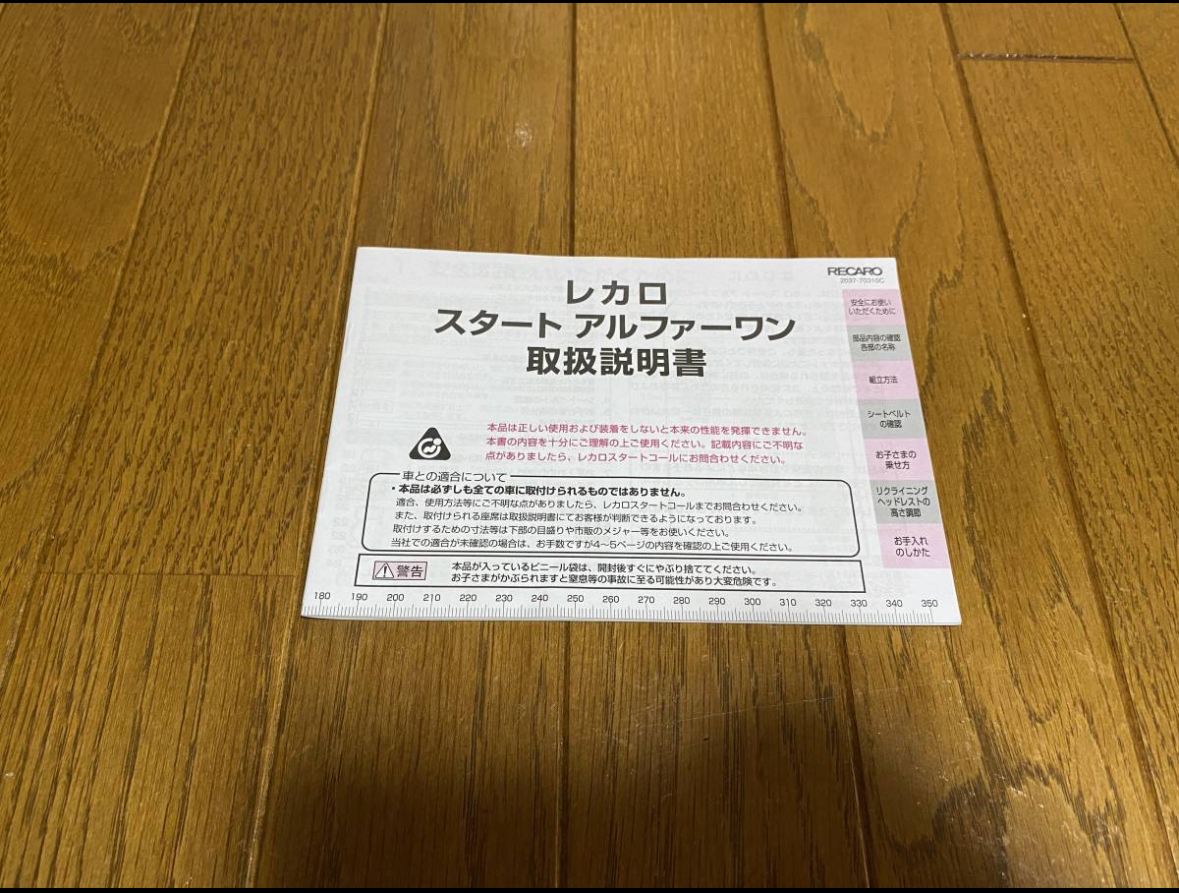 RECARO
レカロ
スタート アルファーワン
取扱説明書
本品は正しい使用および装着をしないと本来の性能を発揮できません。
本書の内容を十分にご理解の上ご使用ください。記載内容にご不明な
点がありましたら、レカロスタートコールにお問合わせください。
車との適合について
・本品は必ずしも全ての車に取付けられるものではありません。
適合、使用方法等にご不明な点がありましたら、レカロスタートコールまでお問合わせください。
また、取付けられる座席は取扱説明書にてお客様が判断できるようになっております。
取付けするための寸法等は下部の目盛りや市販のメジャー等をお使いください。
当社での適合が未確認の場合は、お手数ですが4〜5ページの内容を確認の上ご使用ください。
警告
本品が入っているビニール袋は、開封後すぐにやぶり捨ててください。
お子さまがかぶられますと窒息等の事故に至る可能性があり大変危険です。
180 190 200 210 220 230 240 250 260 270 280 290 300 310 320 330 340 350
安全にお使い
いただくために
部品内容の確認
各部の名称
組立方法
シートベルト
の確認
お子さまの
乗せ方
リクライニング
ヘッドレストの
高さ調節
お手入れ
のしかた